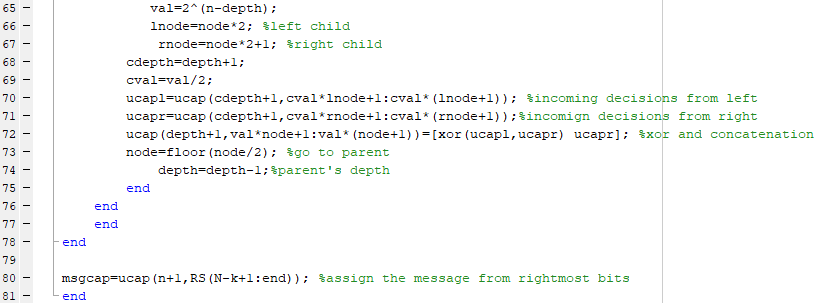 65 – val=2^(n-depth);
66 – lnode=node*2; %left child
67 – rnode=node*2+1; %right child
68 – cdepth=depth+1;
69 – cval=val/2;
70 – ucapl=ucap(cdepth+1,cval*lnode+1:cval*(lnode+1)); %incoming decisions from left
71 – ucapr=ucap(cdepth+1,cval*rnode+1:cval*(rnode+1));%incomign decisions from right
72 – ucap(depth+1,val*node+1:val*(node+1))=[xor(ucapl,ucapr) ucapr]; %xor and concatenation
73 – node=floor(node/2); %go to parent
74 – depth=depth-1;%parent's depth
75 – end
76 – end
77 – end
78 – end
79
80 – msgcap=ucap(n+1,RS(N-k+1:end)); %assign the message from rightmost bits
81 – end